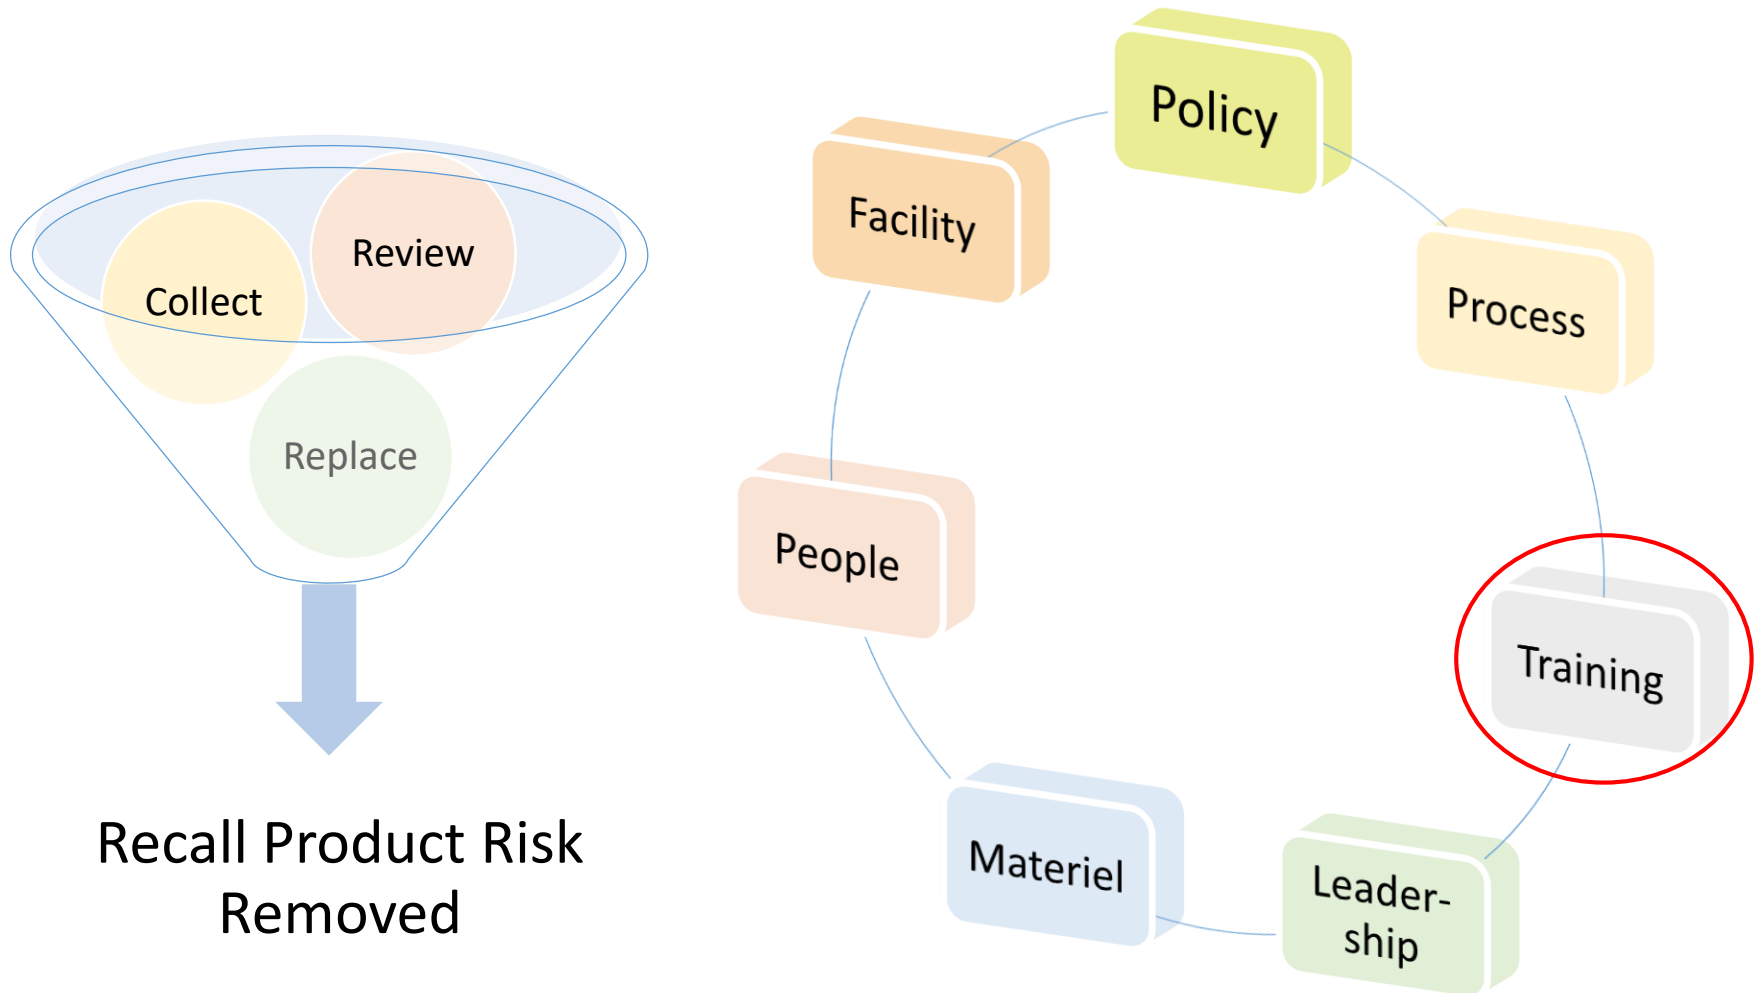 Collect
Review
Replace
Recall Product Risk
Removed
Policy
Process
Training
Leader-
ship
Materiel
People
Facility